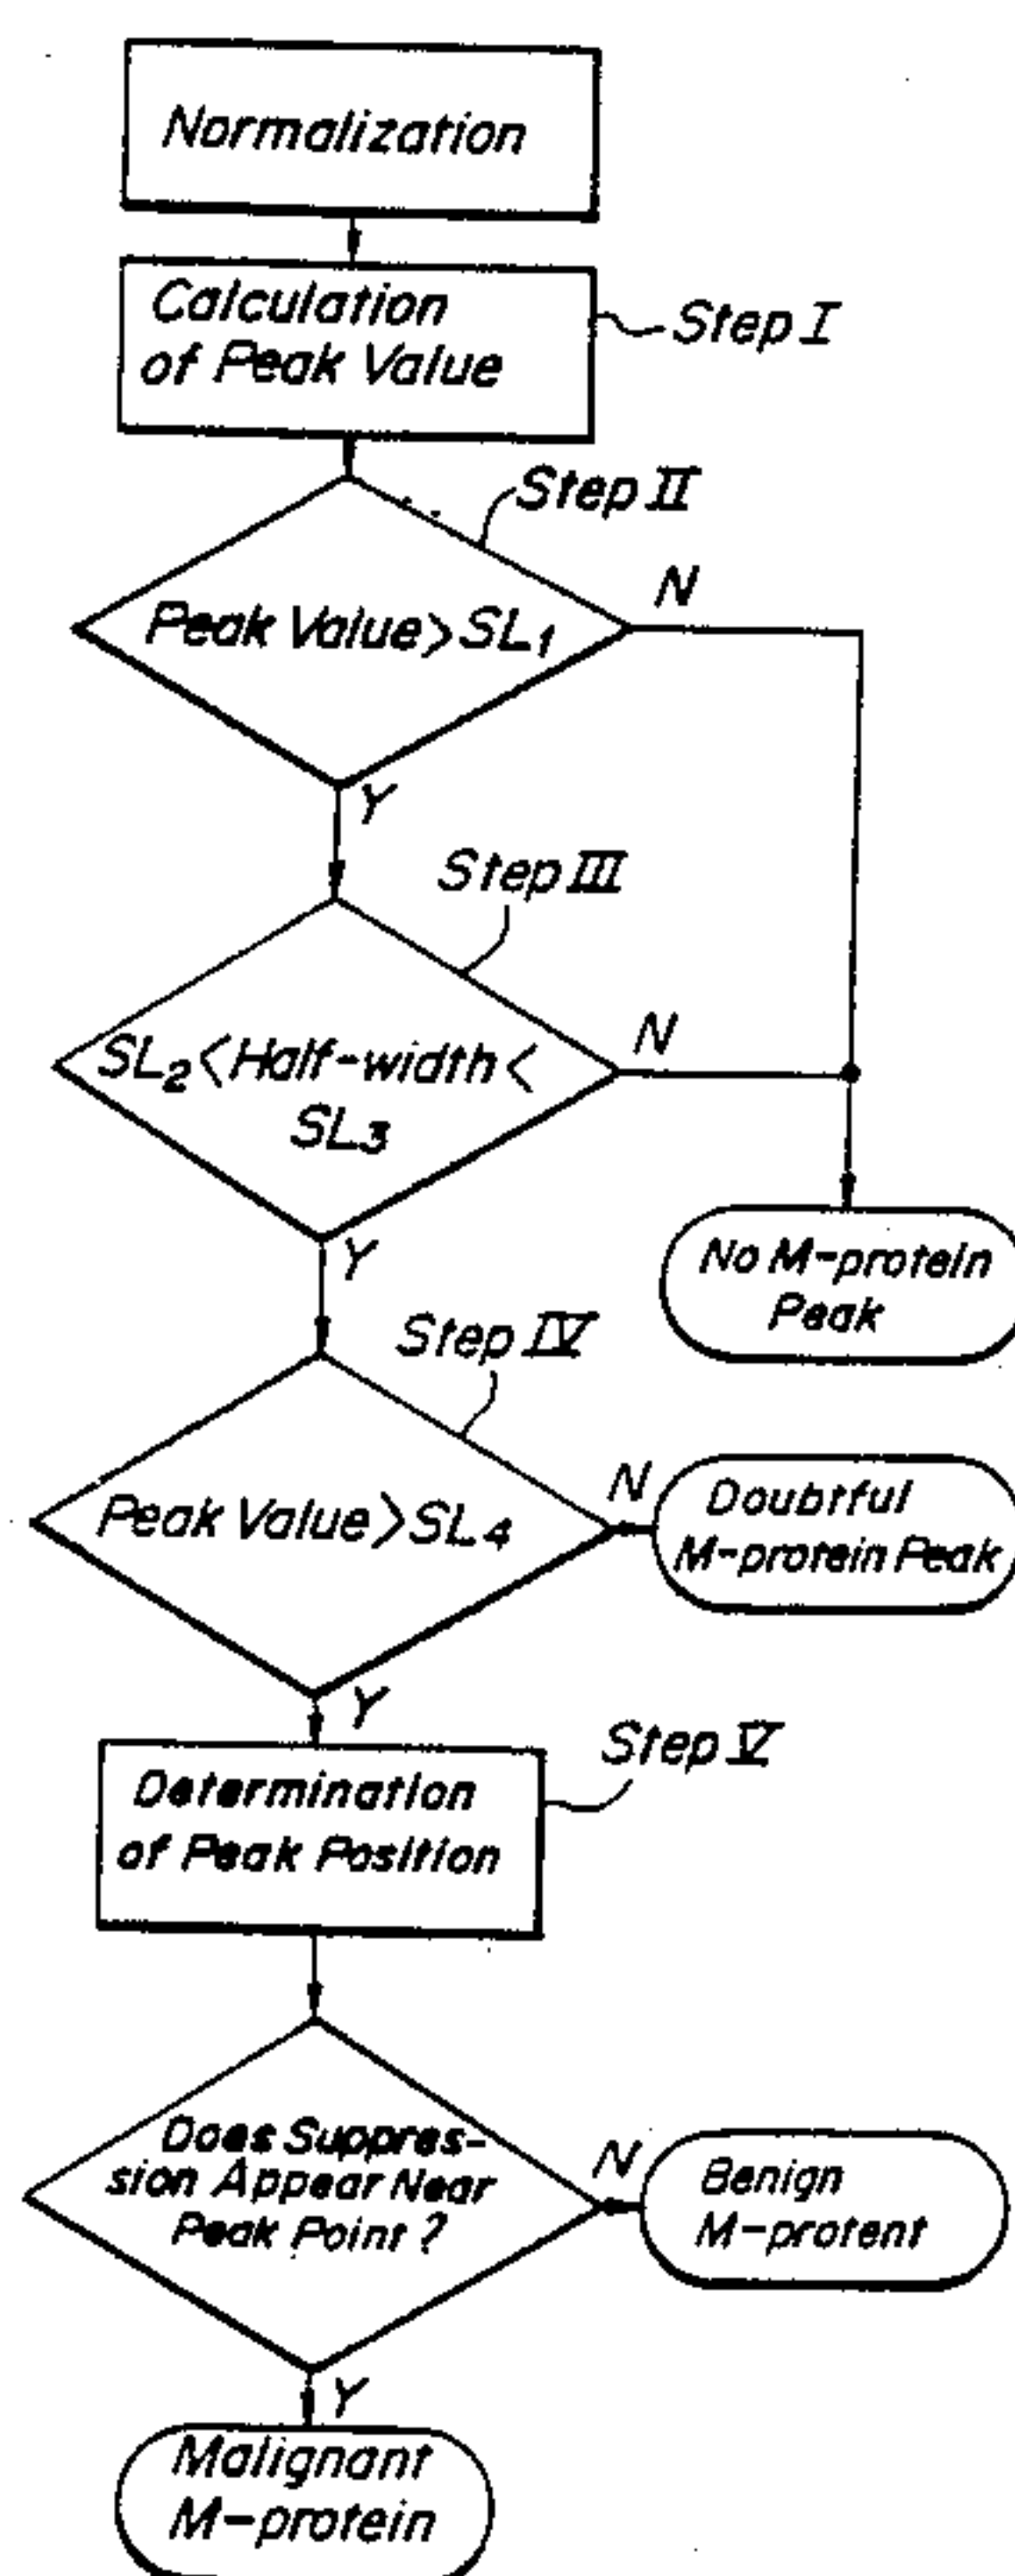 Normalization
Calculation
of Peak Value
Step I
Step II
Peak Value>SL1
N
Y
Step III
SL2<Half-width<
SL3
N
Y
No M-protein
Peak
Step IV
Peak Value>SL4
N
Doubtful
M-protein Peak
Y
Step V
Determination
of Peak Position
Does Suppres-
sion Appear Near
Peak Point?
N
Benign
M-protent
Y
Malignant
M-protein